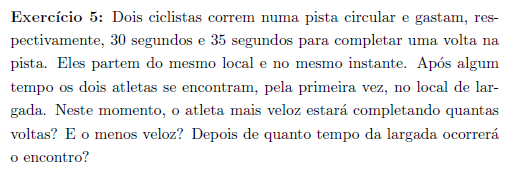 Exercício 5: Dois ciclistas correm numa pista circular e gastam, res-
pectivamente, 30 segundos e 35 segundos para completar uma volta na
pista. Eles partem do mesmo local e no mesmo instante. Após algum
tempo os dois atletas se encontram, pela primeira vez, no local de lar-
gada. Neste momento, o atleta mais veloz estará completando quantas
voltas? E o menos veloz? Depois de quanto tempo da largada ocorrerá
o encontro?